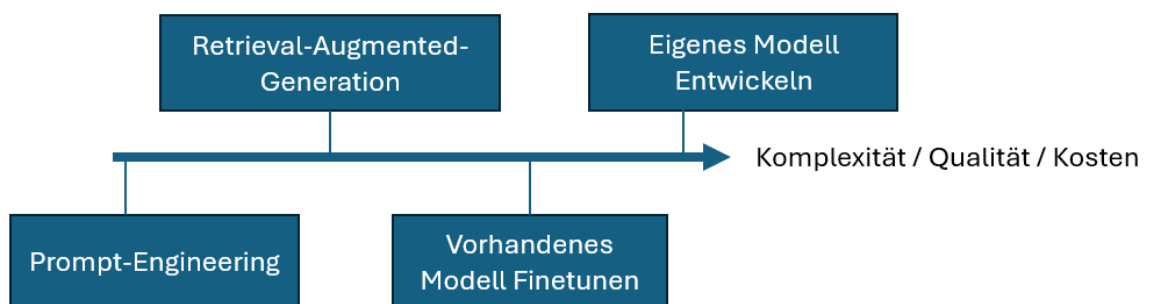 Retrieval-Augmented-
Generation
Eigenes Modell
Entwickeln
Komplexität / Qualität / Kosten
Prompt-Engineering
Vorhandenes
Modell Finetunen